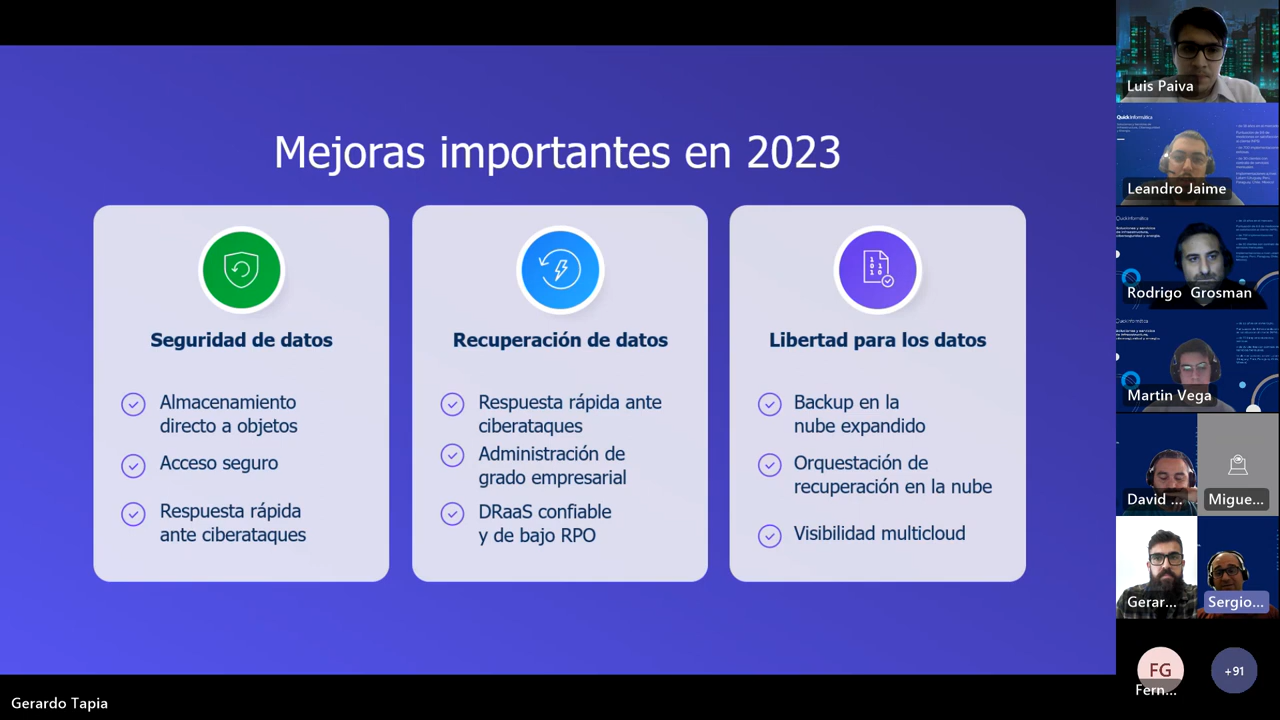 Mejoras importantes en 2023
Seguridad de datos
Almacenamiento
directo a objetos
Acceso seguro
Respuesta rápida
ante ciberataques
Recuperación de datos
Respuesta rápida ante
ciberataques
Administración de
grado empresarial
DRaaS confiable
y de bajo RPO
Libertad para los datos
Backup en la
nube expandido
Orquestación de
recuperación en la nube
Visibilidad multicloud
Gerardo Tapia
Luis Paiva
QuickInformática
Leandro Jaime
QuickInformática
Rodrigo Grosman
Martin Vega
David ...
Migue...
Gerar...
Sergio...
FG
Fern...
+91